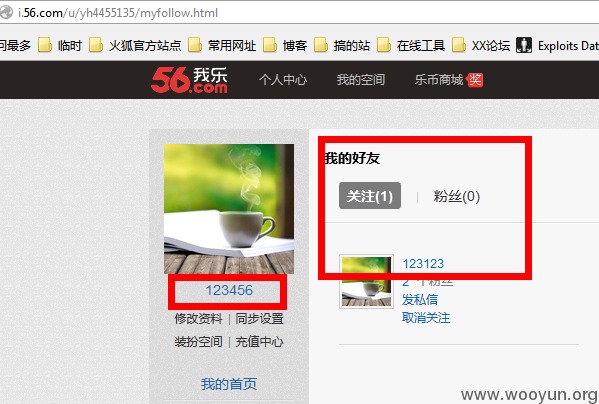 i.56.com/u/yh4455135/myfollow.html
问最多 临时 火狐官方站点 常用网址 博客 搞的站 在线工具 XX论坛 Exploits Dat
56.com 我乐 个人中心 我的空间 乐币商城 奖
我的好友
关注(1) | 粉丝(0)
123123
2 个粉丝
发私信
取消关注
123456
修改资料 | 同步设置
装扮空间 | 充值中心
我的首页
www.wooyun.org